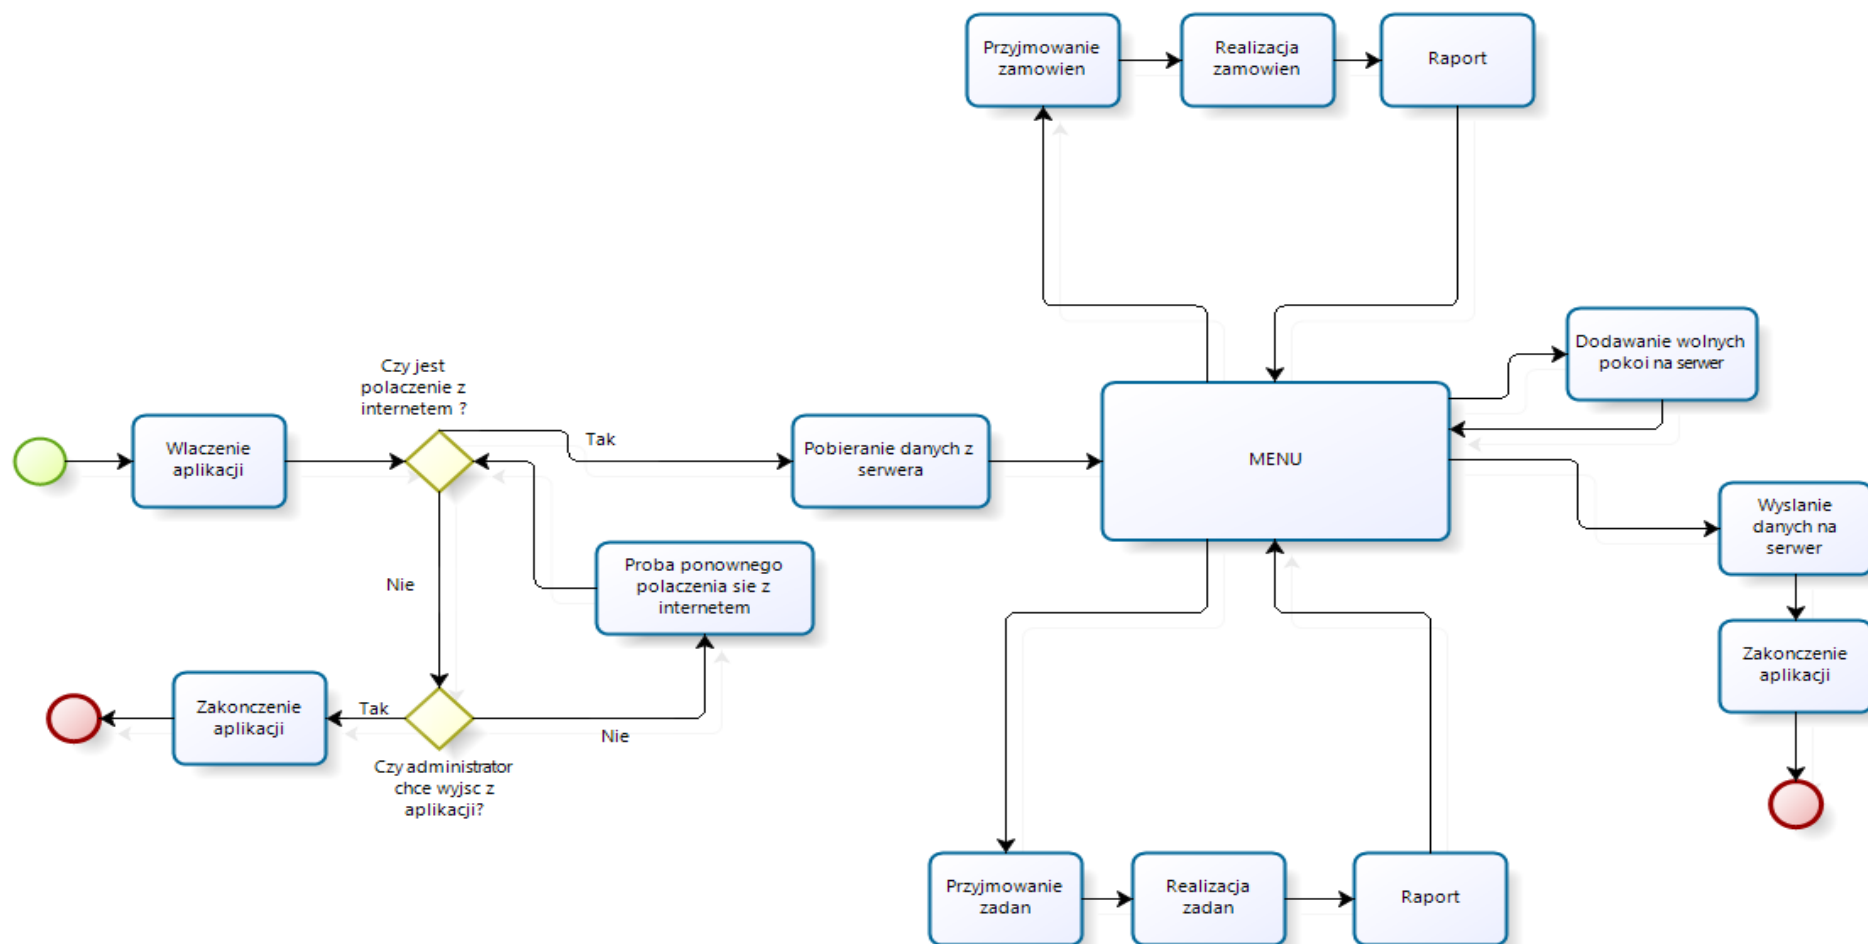 Przyjmowanie
zamowien
Realizacja
zamowien
Raport
Dodawanie wolnych
pokoi na serwer
Czy jest
polaczenie z
internetem ?
Wlaczenie
aplikacji
Tak
Pobieranie danych z
serwera
MENU
Wyslanie
danych na
serwer
Nie
Proba ponownego
polaczenia sie z
internetem
Zakonczenie
aplikacji
Zakonczenie
aplikacji
Tak
Nie
Czy administrator
chce wyjsc z
aplikacji?
Przyjmowanie
zadan
Realizacja
zadan
Raport